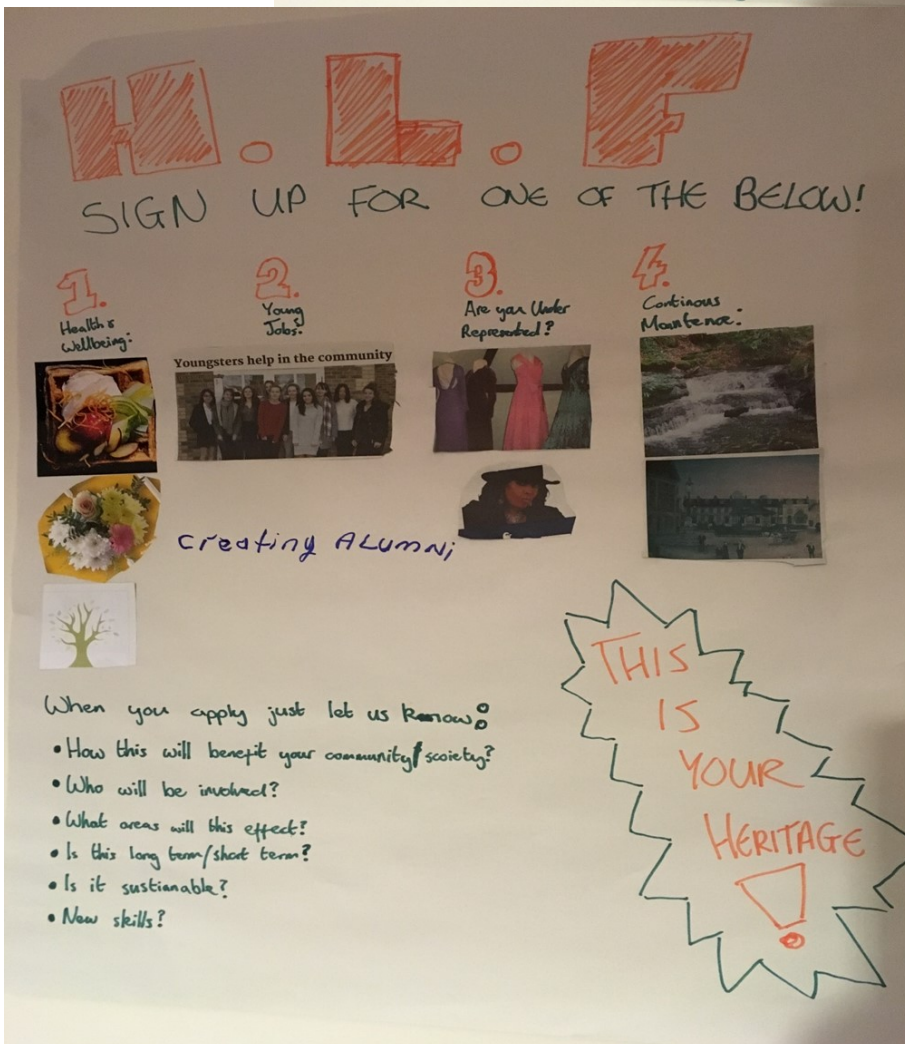 H.L.F
SIGN UP FOR ONE OF THE BELOW!
1.
Health &
Wellbeing:
2.
Young
Jobs:
3.
Are you Under
Represented?
4.
Continous
Maintence:
Youngsters help in the community
Creating ALUMNi
When you apply just let us know:
• How this will benefit your community/scoiety?
• Who will be involved?
• What areas will this effect?
• Is this long term/short term?
• Is it sustianable?
• New skills?
THIS
IS
YOUR
HERITAGE
!